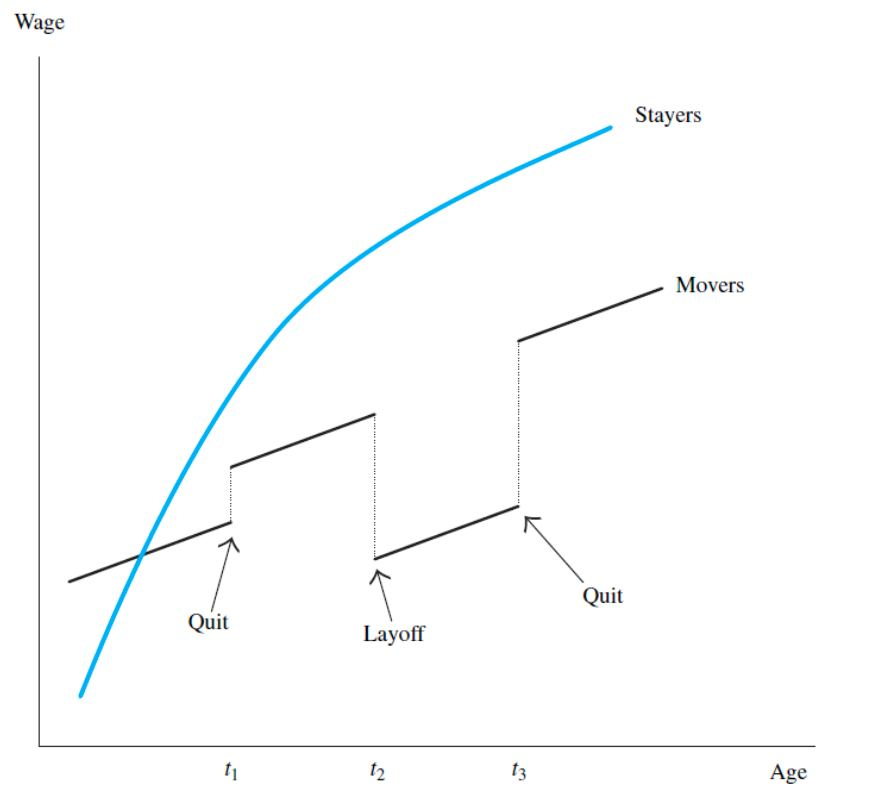 Wage
Stayers
Movers
Quit
Quit
Layoff
t1
t2
t3
Age